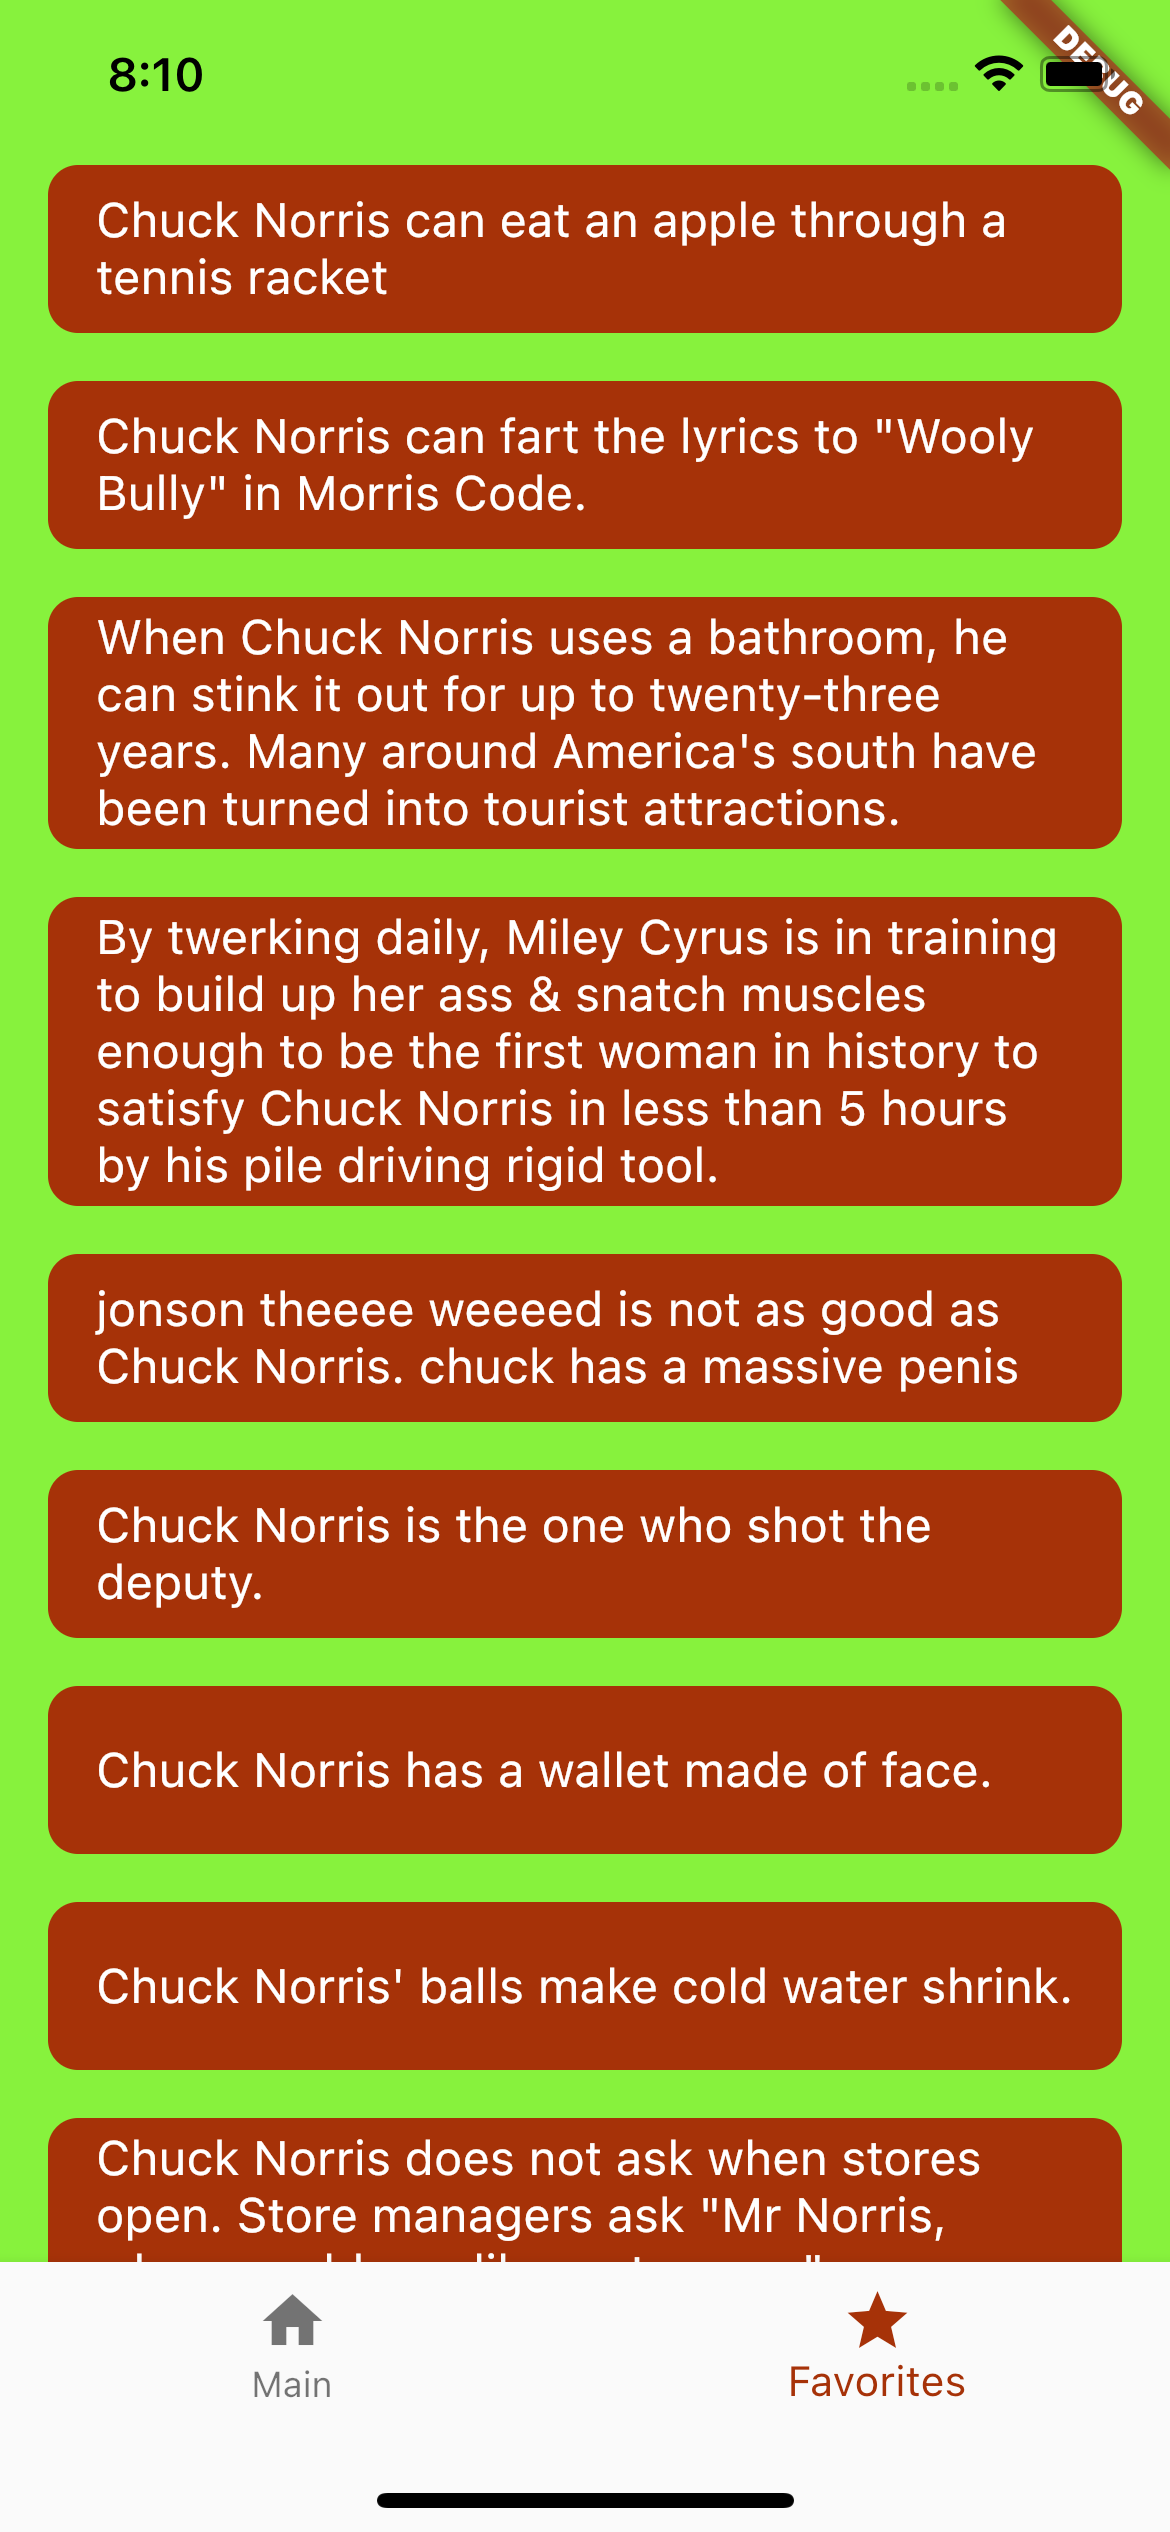 8:10
DEBUG
Chuck Norris can eat an apple through a
tennis racket
Chuck Norris can fart the lyrics to "Wooly
Bully" in Morris Code.
When Chuck Norris uses a bathroom, he
can stink it out for up to twenty-three
years. Many around America's south have
been turned into tourist attractions.
By twerking daily, Miley Cyrus is in training
to build up her ass & snatch muscles
enough to be the first woman in history to
satisfy Chuck Norris in less than 5 hours
by his pile driving rigid tool.
jonson theeee weeeed is not as good as
Chuck Norris. chuck has a massive penis
Chuck Norris is the one who shot the
deputy.
Chuck Norris has a wallet made of face.
Chuck Norris' balls make cold water shrink.
Chuck Norris does not ask when stores
open. Store managers ask "Mr Norris,
Main
Favorites